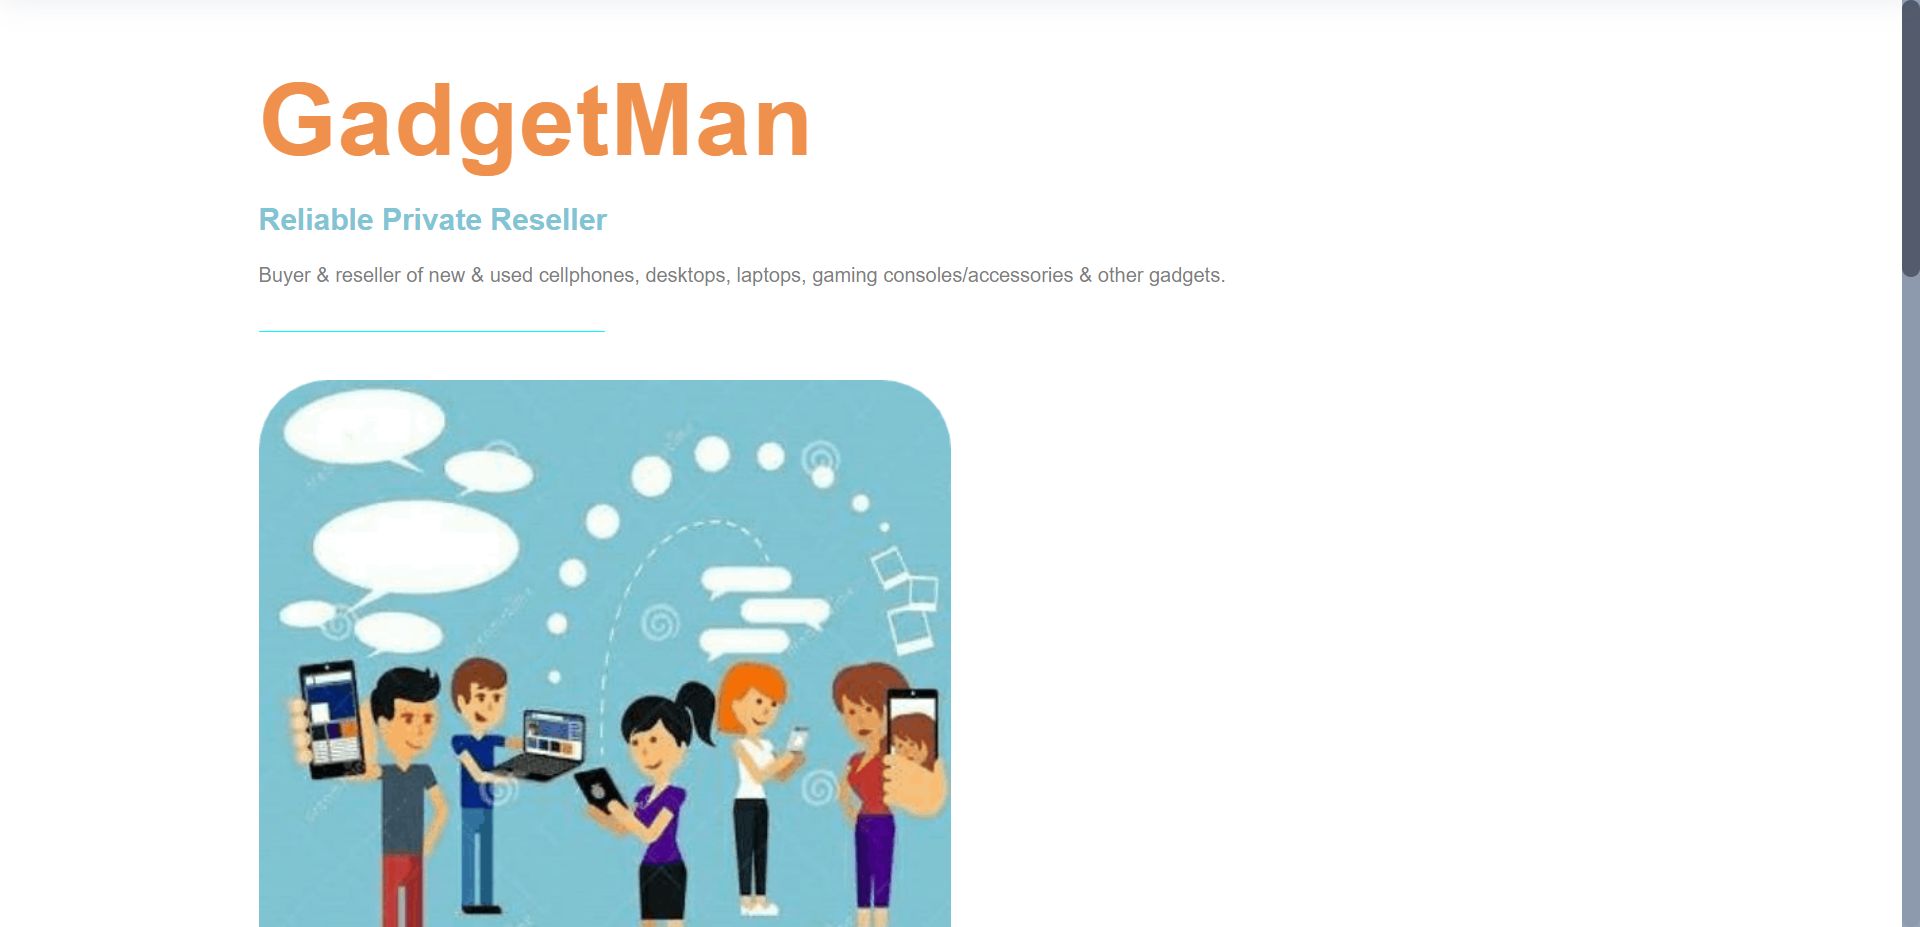 GadgetMan
Reliable Private Reseller
Buyer & reseller of new & used cellphones, desktops, laptops, gaming consoles/accessories & other gadgets.